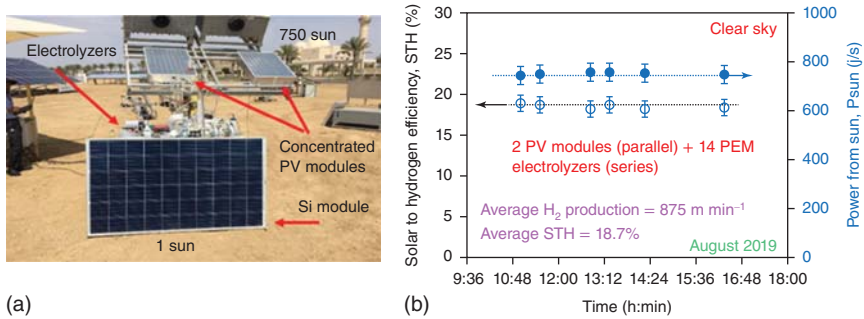 Electrolyzers
750 sun
Concentrated
PV modules
Si module
1 sun
(a)
Solar to hydrogen efficiency, STH (%)
30
25
20
15
10
5
0
Clear sky
2 PV modules (parallel) + 14 PEM
electrolyzers (series)
Average H₂ production = 875 m min⁻¹
Average STH = 18.7%
August 2019
1000
800
600
400
200
0
Power from sun, Psun (j/s)
9:36 10:48 12:00 13:12 14:24 15:36 16:48 18:00
Time (h:min)
(b)